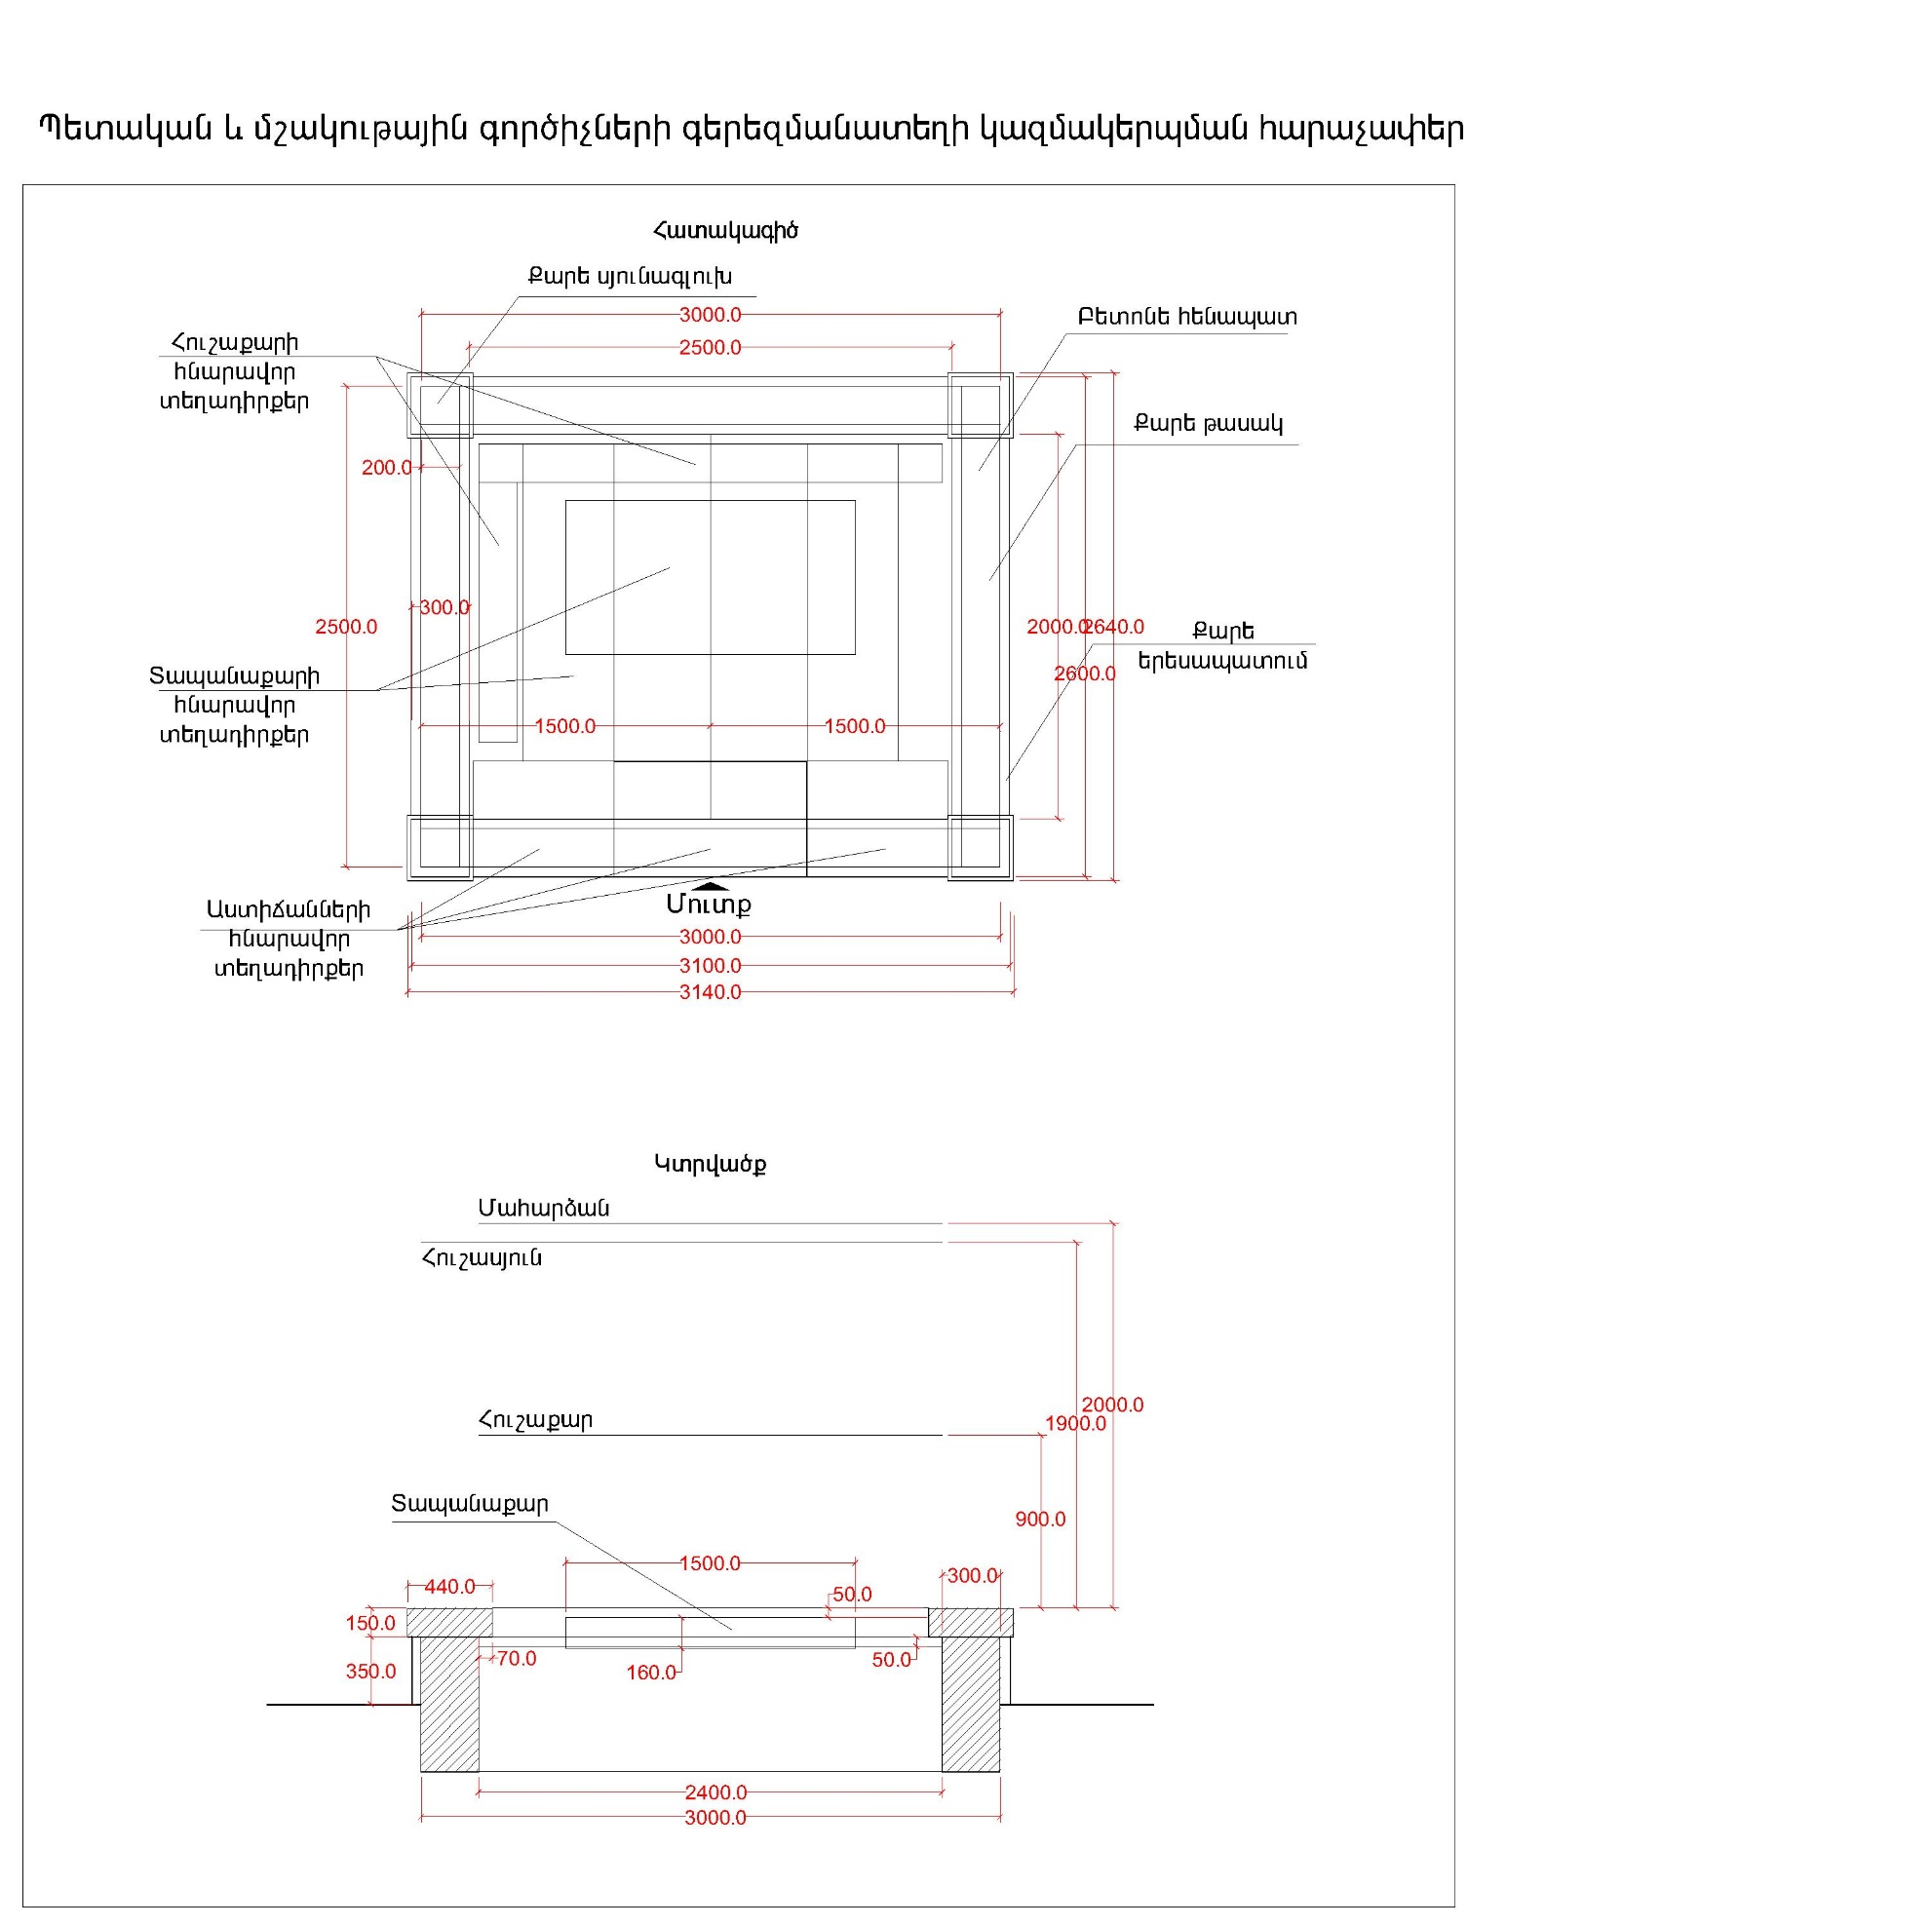 Պետական և մշակութային գործիչների գերեզմանատեղի կազմակերպման հարաչափեր
Հատակագիծ
Քարե սյունագլուխ
3000.0
Բետոնե հենապատ
Հուշաքարի
հնարավոր
տեղադիրքեր
2500.0
Քարե թասակ
200.0
300.0
2500.0
2000.0
2640.0
Քարե
երեսապատում
2600.0
Տապանաքարի
հնարավոր
տեղադիրքեր
1500.0
1500.0
Մուտք
Աստիճանների
հնարավոր
տեղադիրքեր
3000.0
3100.0
3140.0
Կտրվածք
Մահարձան
Հուշասյուն
2000.0
1900.0
Հուշաքար
Տապանաքար
900.0
1500.0
300.0
440.0
50.0
150.0
70.0
50.0
350.0
160.0
2400.0
3000.0